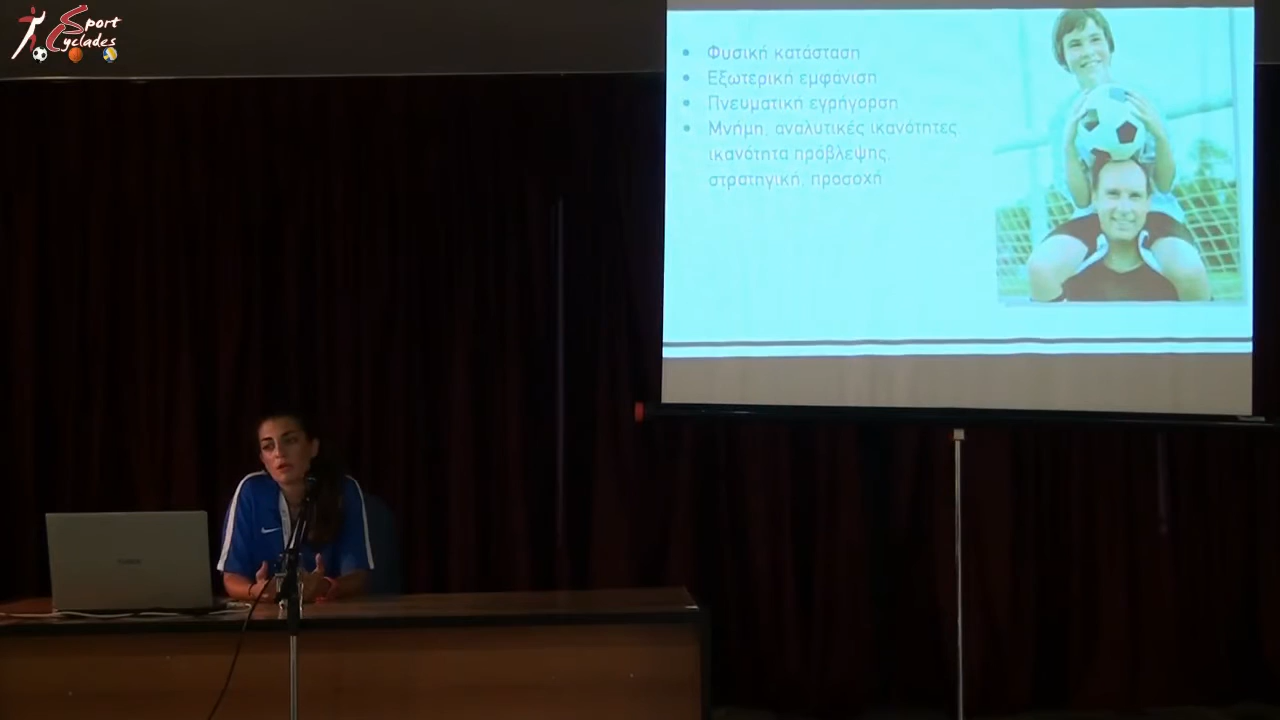 Sport
Cyclades
Φυσική κατάσταση
Εξωτερική εμφάνιση
Πνευματική εγρήγορση
Μνήμη, αναλυτικές ικανότητες,
ικανότητα πρόβλεψης,
στρατηγική, προσοχή